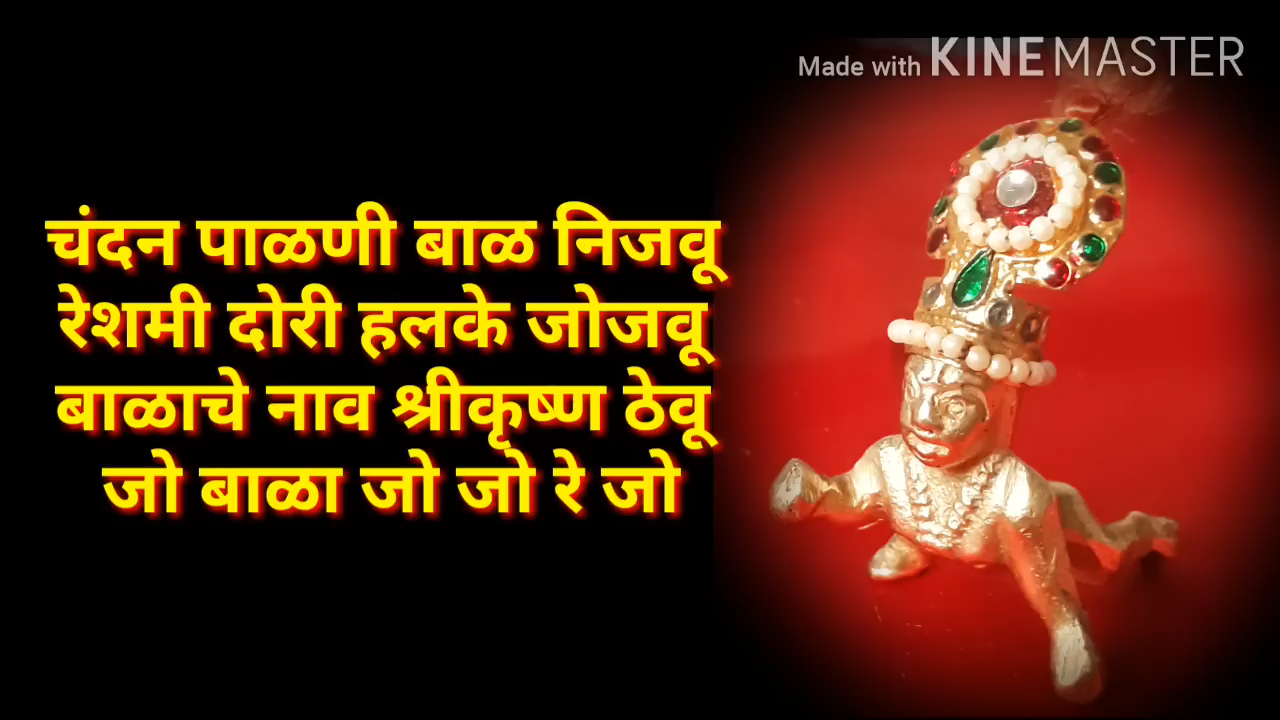 Made with KINEMASTER
चंदन पाळणी बाळ निजवू
रेशमी दोरी हलके जोजवू
बाळाचे नाव श्रीकृष्ण ठेवू
जो बाळा जो जो रे जो